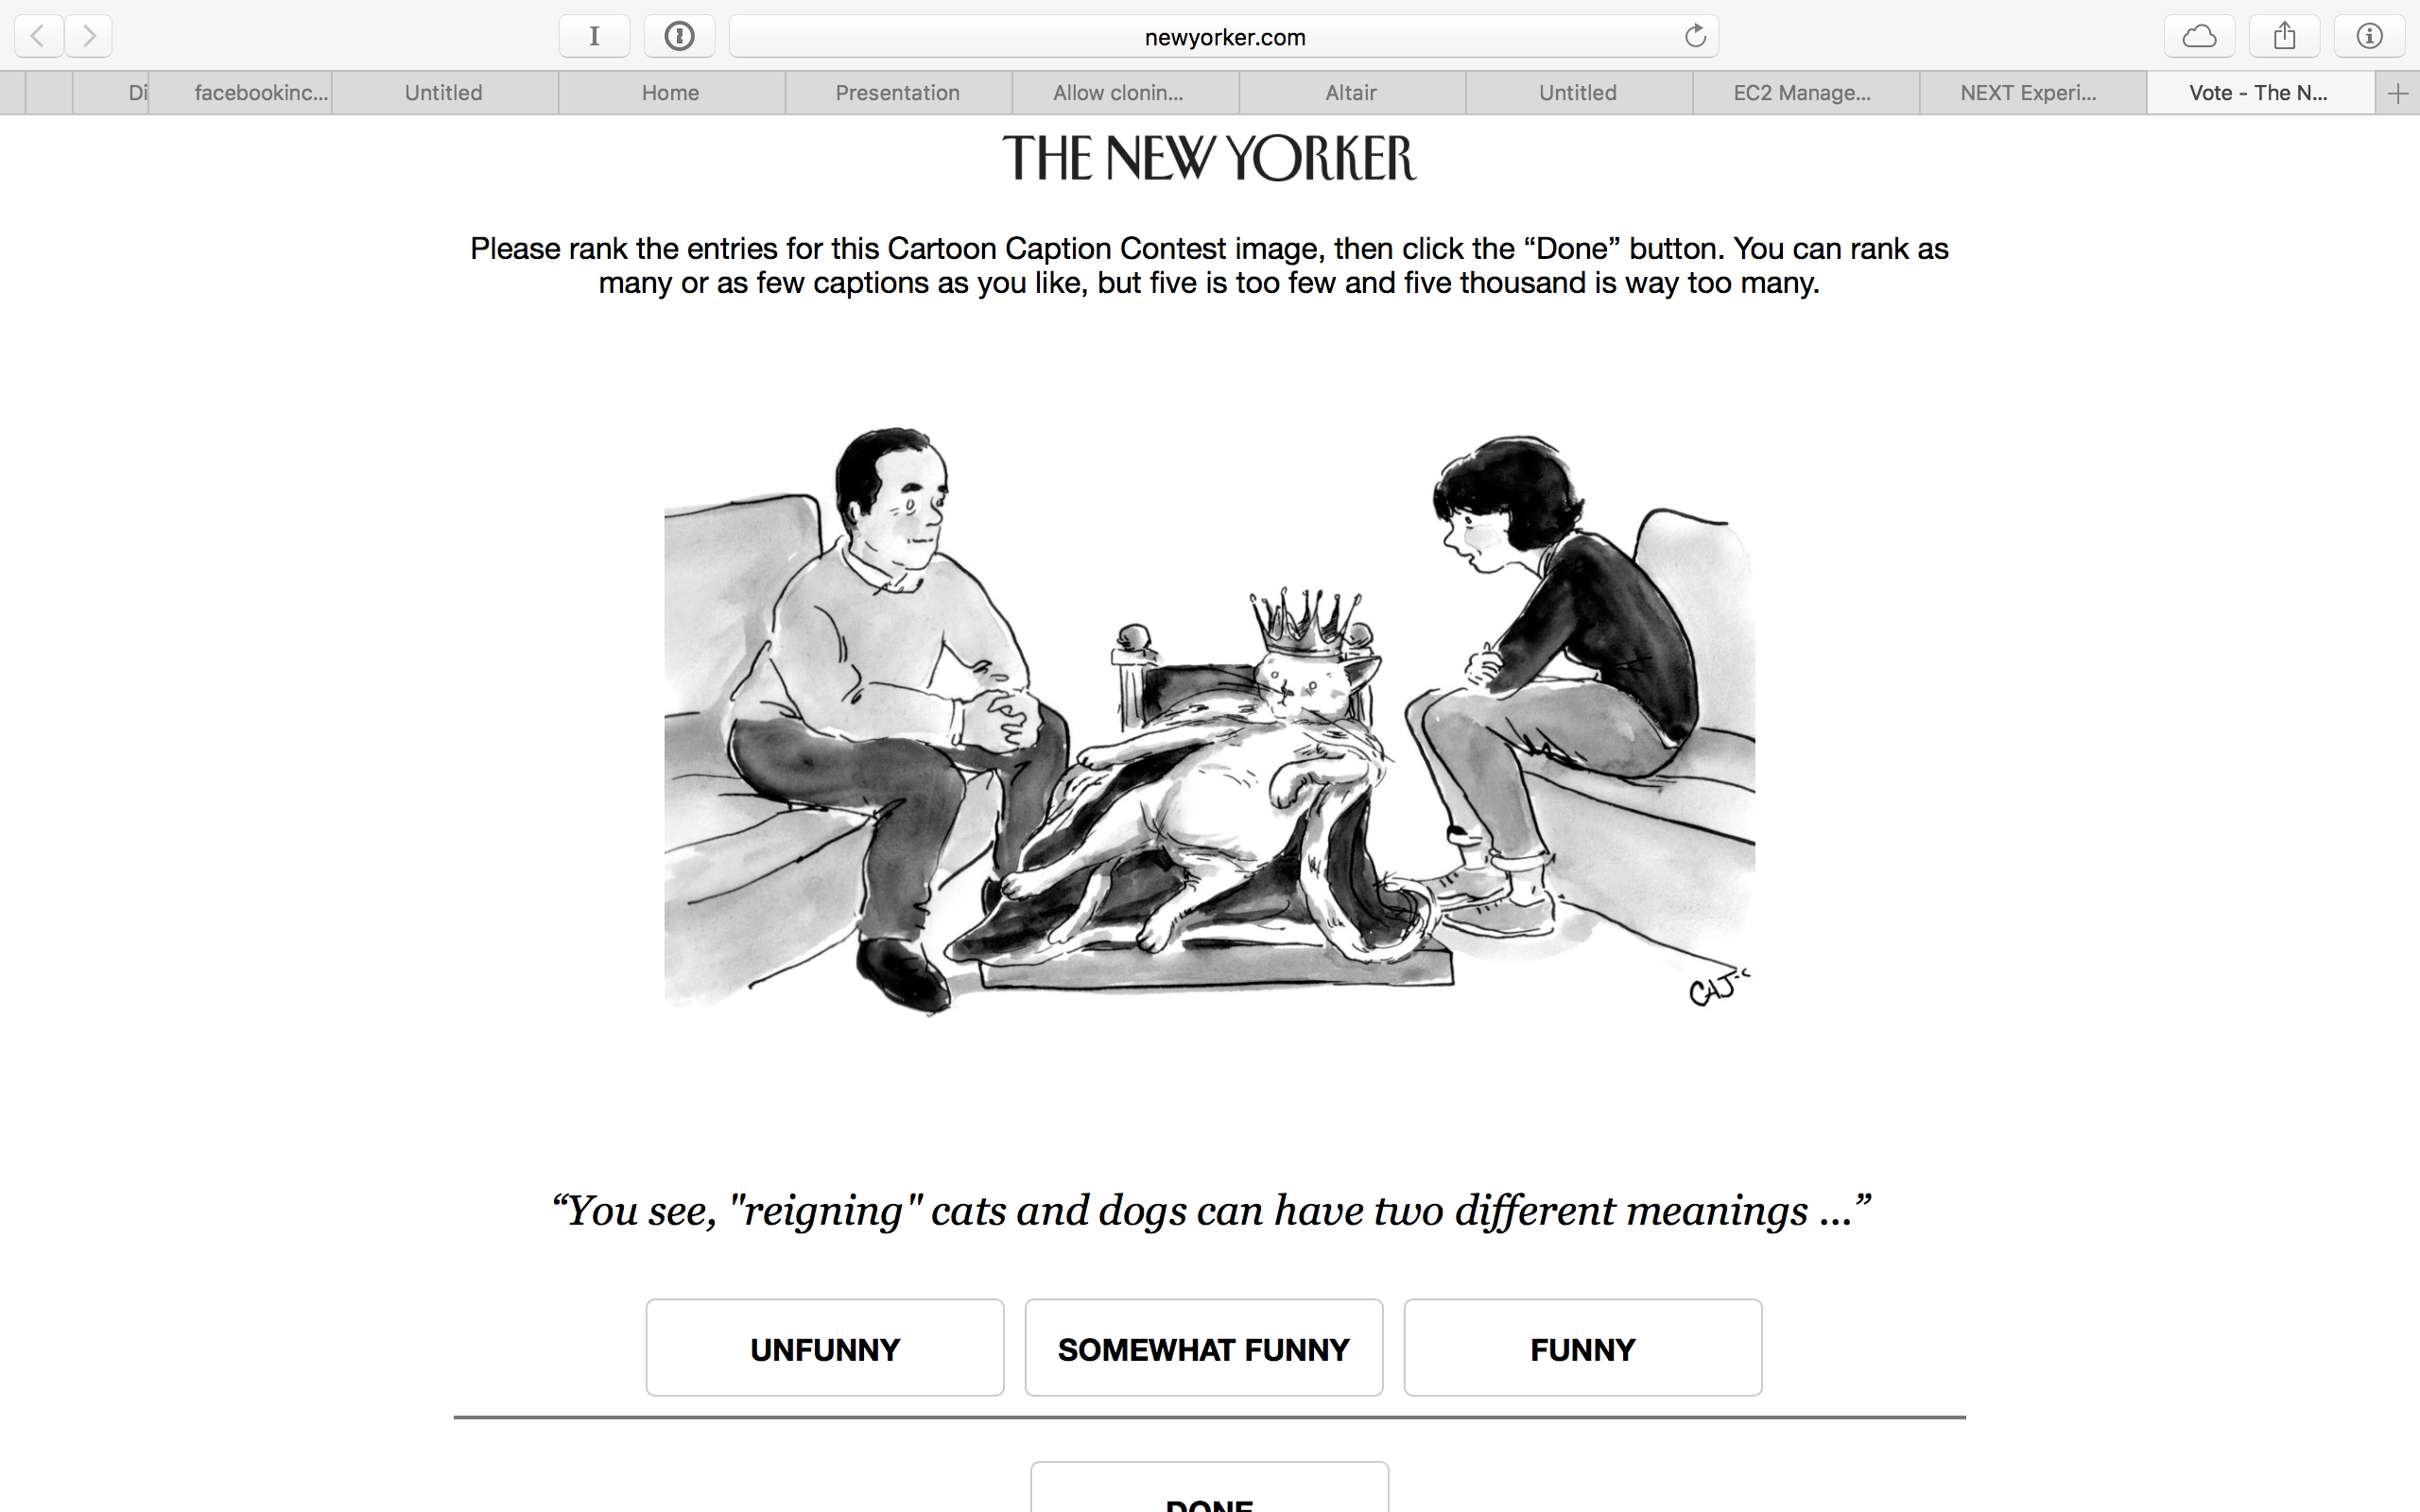 newyorker.com
Di
facebookinc...
Untitled
Home
Presentation
Allow clonin...
Altair
Untitled
EC2 Manage...
NEXT Experi...
Vote - The N...
THE NEW YORKER
Please rank the entries for this Cartoon Caption Contest image, then click the “Done” button. You can rank as
many or as few captions as you like, but five is too few and five thousand is way too many.
“You see, "reigning" cats and dogs can have two different meanings ...”
UNFUNNY
SOMEWHAT FUNNY
FUNNY
DONE